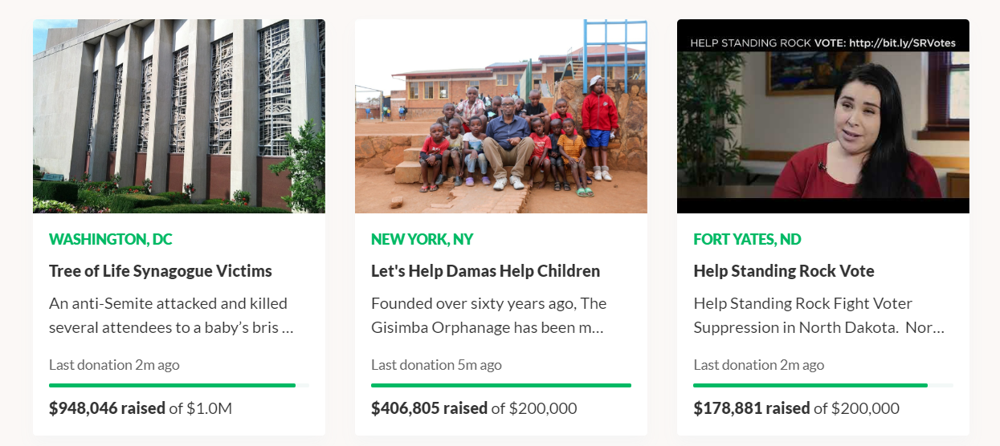 HELP STANDING ROCK VOTE: http://bit.ly/SRVotes
WASHINGTON, DC
Tree of Life Synagogue Victims
An anti-Semite attacked and killed
several attendees to a baby’s bris ...
Last donation 2m ago
$948,046 raised of $1.0M
NEW YORK, NY
Let's Help Damas Help Children
Founded over sixty years ago, The
Gisimba Orphanage has been m...
Last donation 5m ago
$406,805 raised of $200,000
FORT YATES, ND
Help Standing Rock Vote
Help Standing Rock Fight Voter
Suppression in North Dakota.  Nor...
Last donation 2m ago
$178,881 raised of $200,000